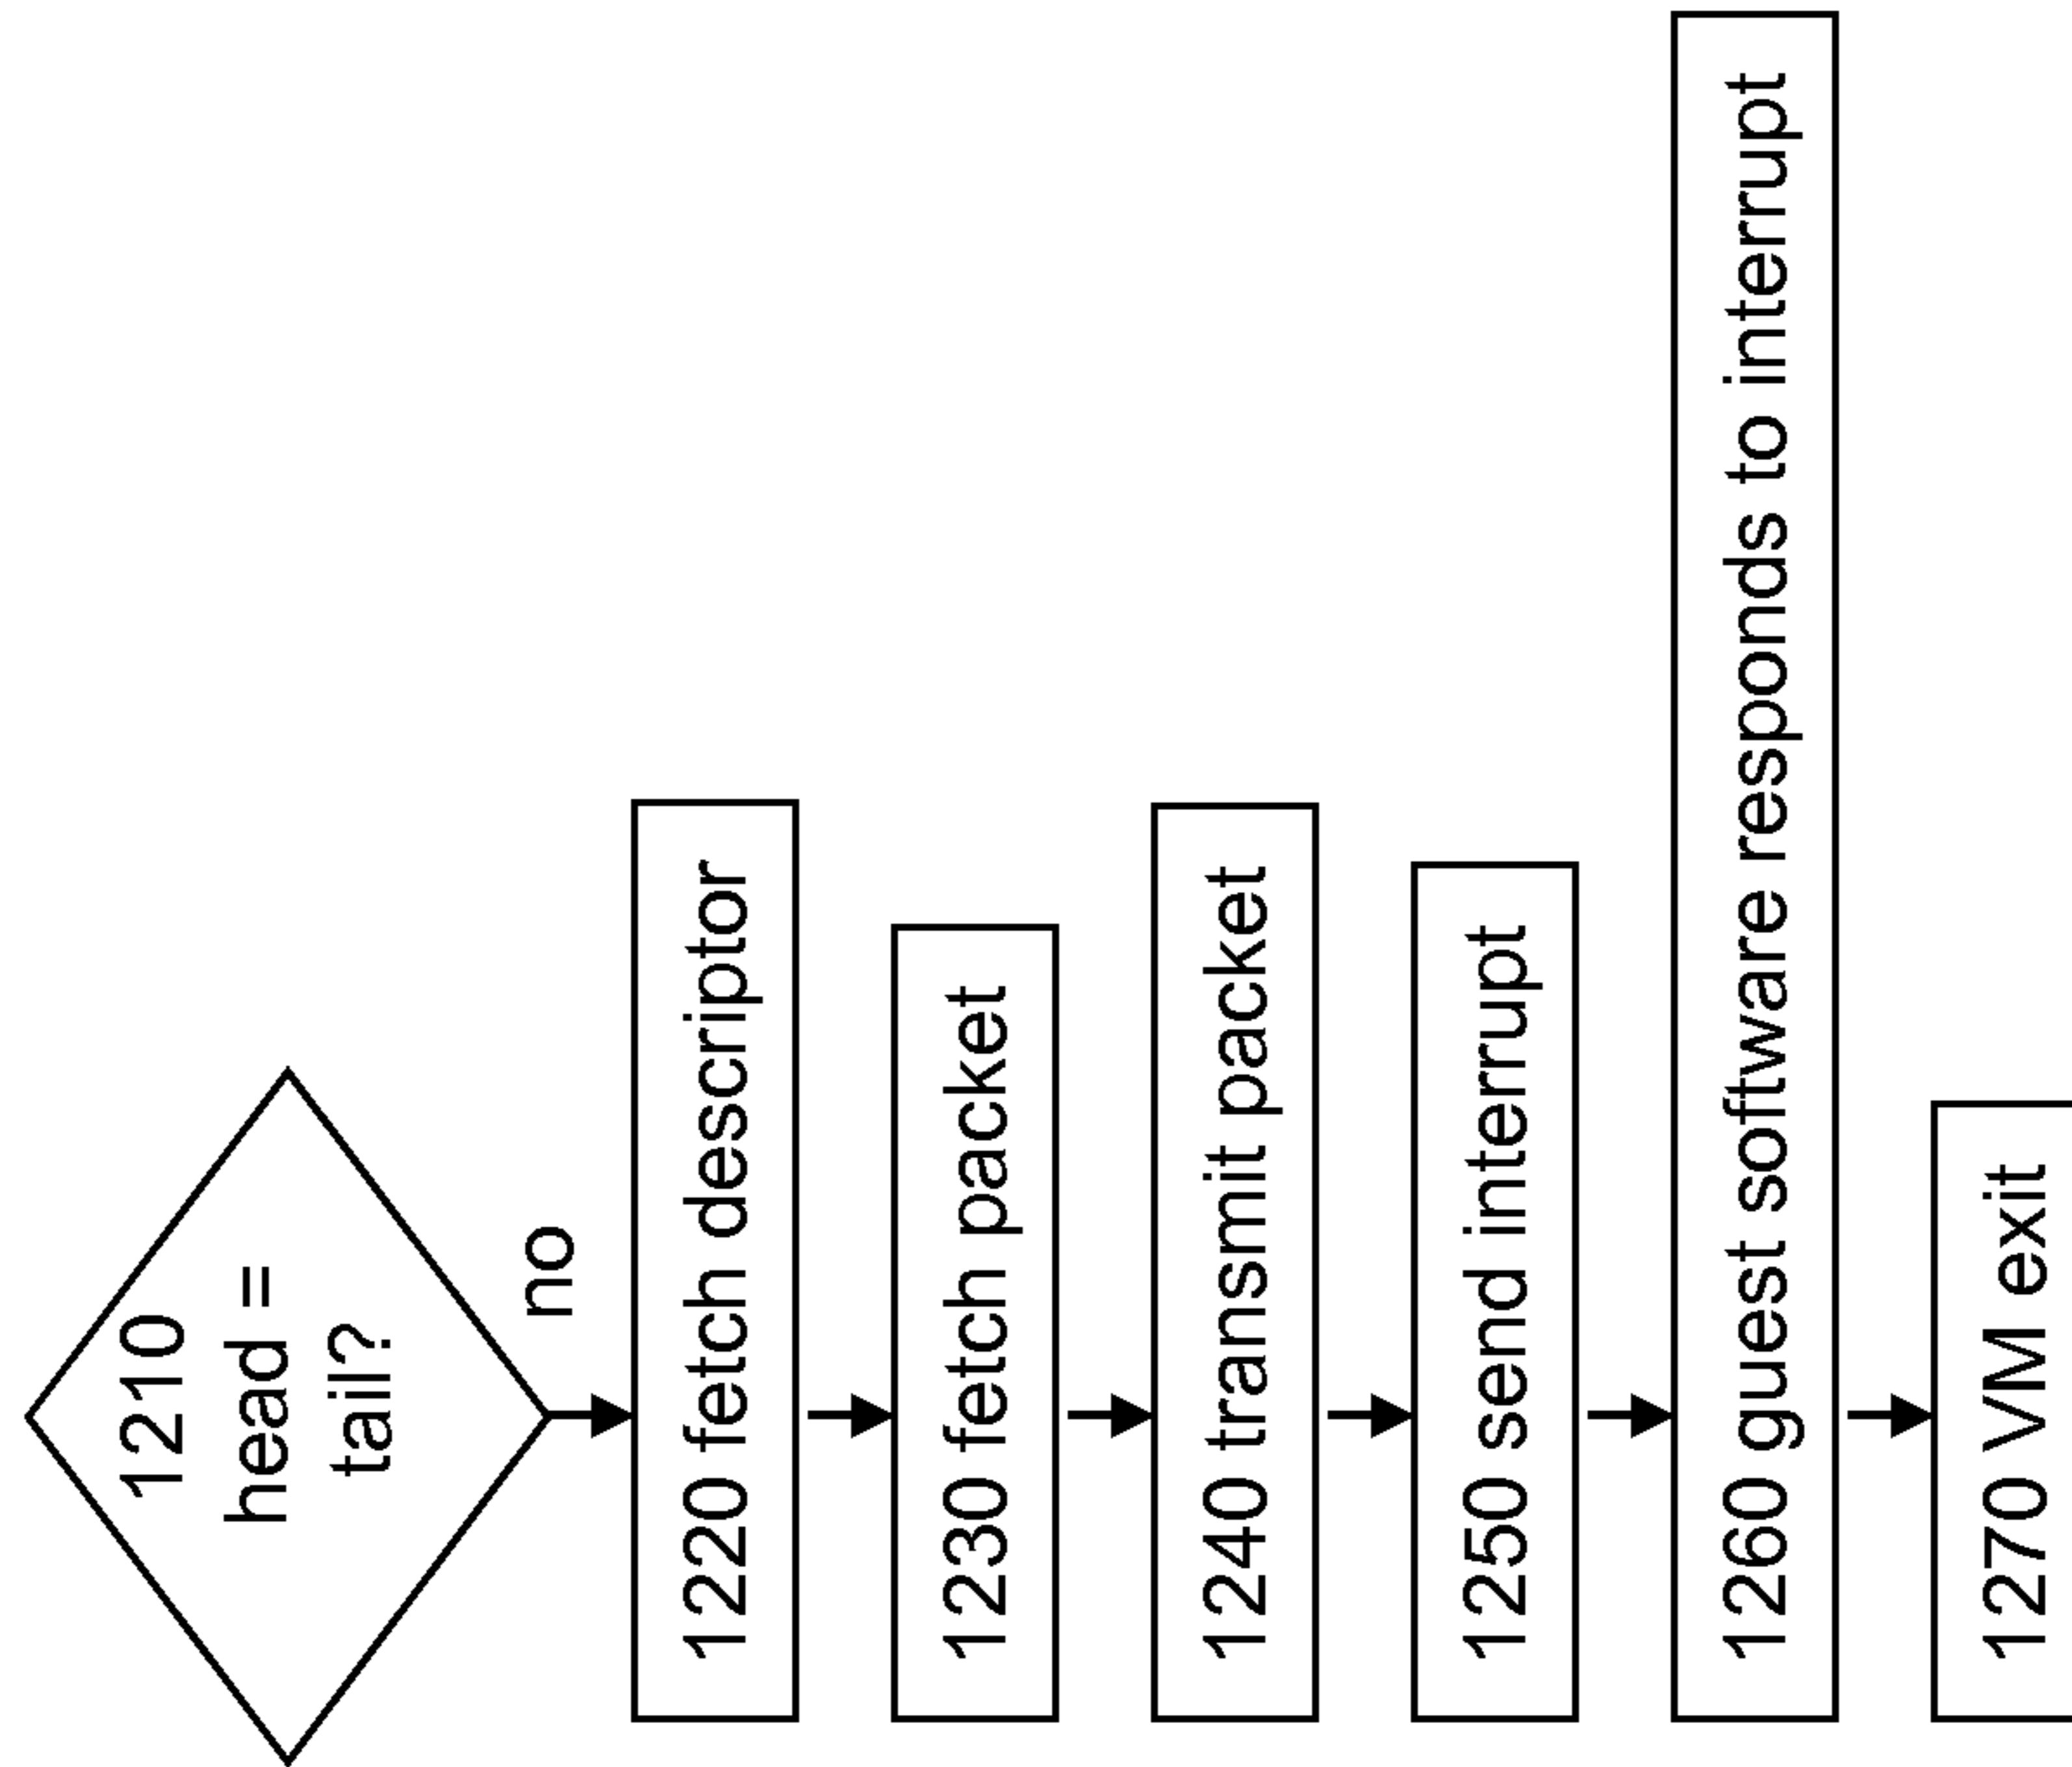 1210
head =
tail?
no
1220 fetch descriptor
1230 fetch packet
1240 transmit packet
1250 send interrupt
1260 guest software responds to interrupt
1270 VM exit